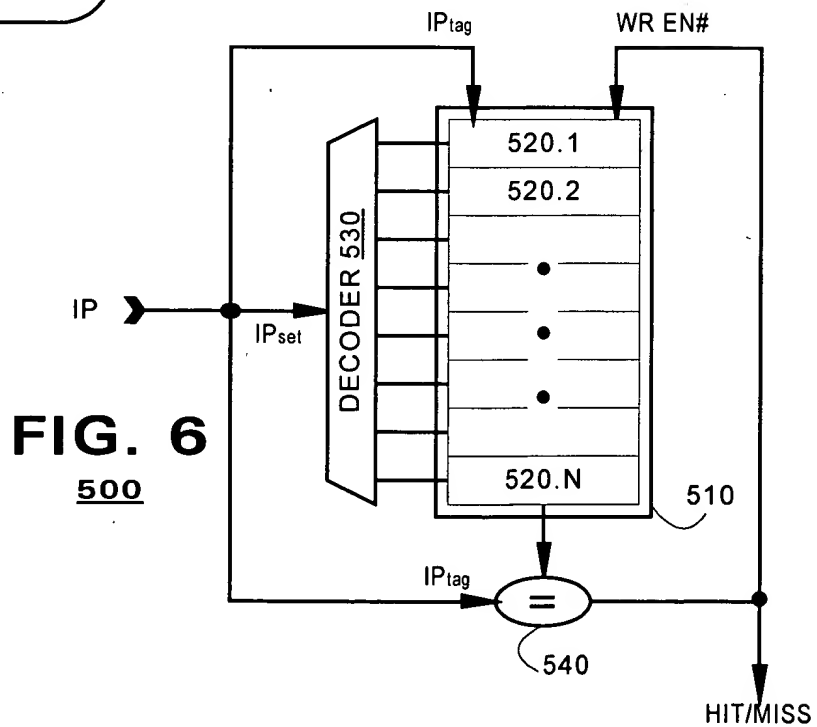 IPtag
WR EN#
520.1
520.2
DECODER 530
IP
IPset
FIG. 6
500
520.N
510
IPtag
=
540
HIT/MISS